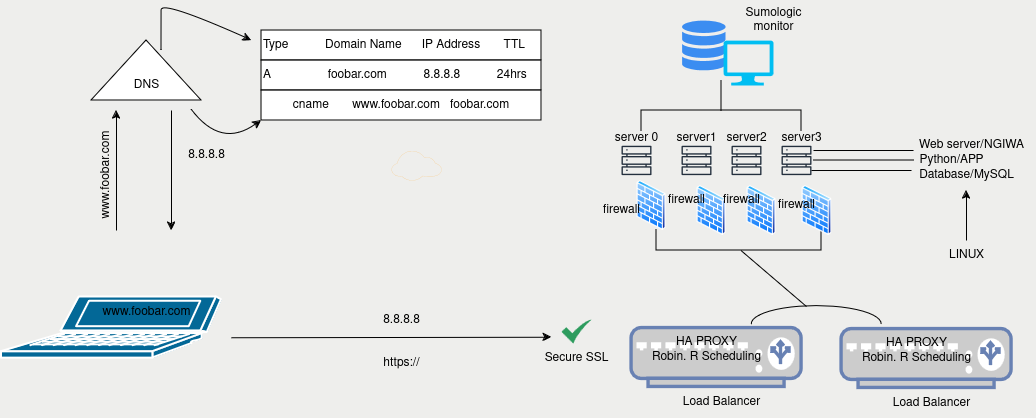 Sumologic
monitor
Type Domain Name IP Address TTL
A foobar.com 8.8.8.8 24hrs
cname www.foobar.com foobar.com
DNS
www.foobar.com
8.8.8.8
server 0 server1 server2 server3
Web server/NGIWA
Python/APP
Database/MySQL
firewall firewall firewall firewall
LINUX
www.foobar.com
8.8.8.8
https://
Secure SSL
HA PROXY
Robin. R Scheduling
Load Balancer
HA PROXY
Robin. R Scheduling
Load Balancer